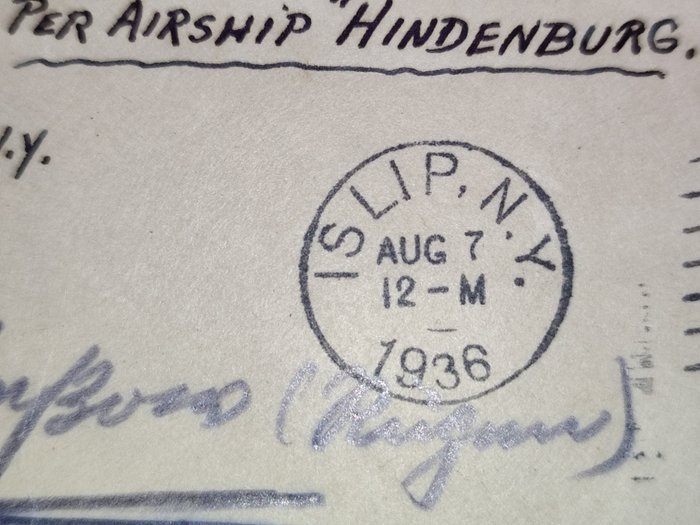 PER AIRSHIP "HINDENBURG.
N.Y.
ISLIP, N.Y.
AUG 7
12-M
1936